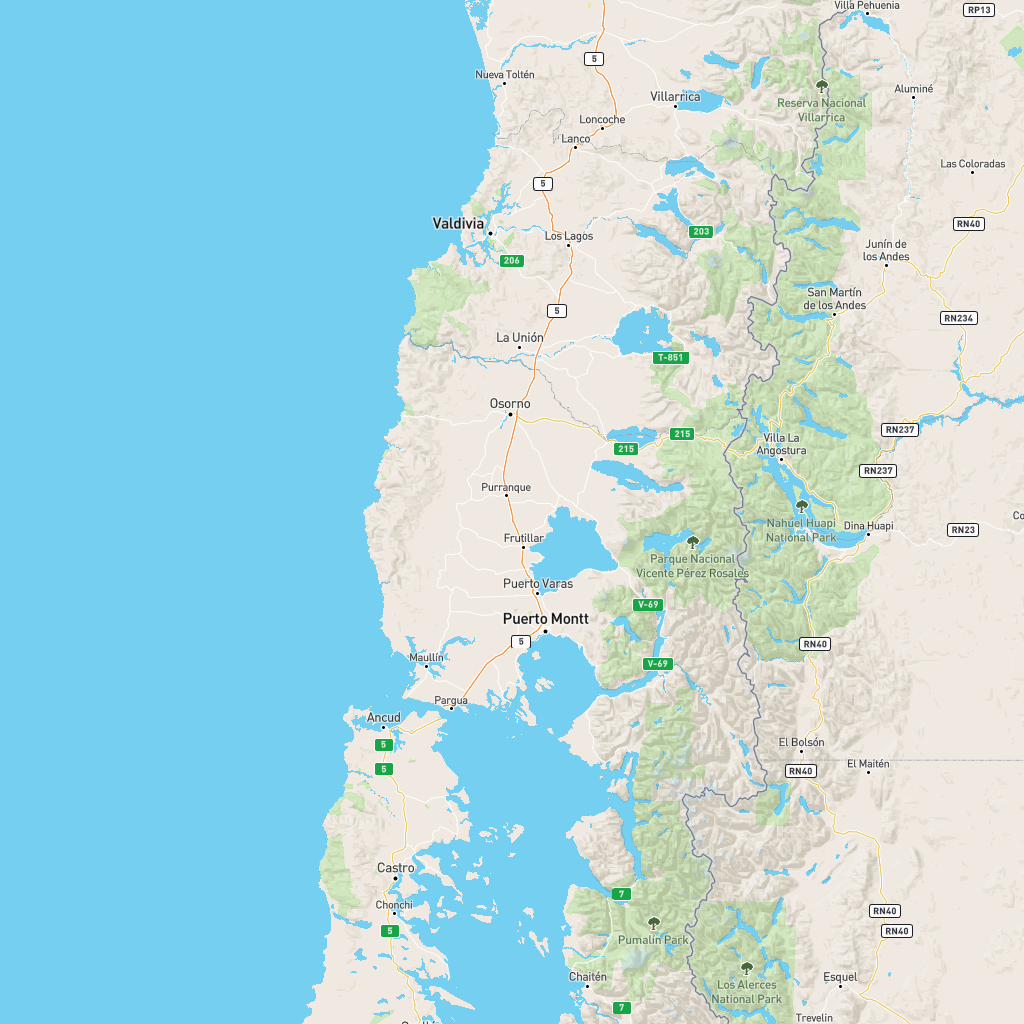 Villa Pehuenia
RP13
5
Nueva Toltén
Aluminé
Villarrica
Reserva Nacional
Villarrica
Loncoche
Lanco
Las Coloradas
5
Valdivia
RN40
203
Los Lagos
Junín de
los Andes
206
San Martín
de los Andes
5
RN234
La Unión
T-851
Osorno
RN237
215
215
Villa La
Angostura
RN237
Purranque
Nahuel Huapi
National Park
Dina Huapi
RN23
Frutillar
Parque Nacional
Vicente Pérez Rosales
Puerto Varas
V-69
Puerto Montt
5
RN40
Maullín
V-69
Pargua
Ancud
5
El Bolsón
5
RN40
El Maitén
Castro
7
Chonchi
RN40
5
RN40
Pumalín Park
Chaitén
Los Alerces
National Park
Esquel
7
Trevelin